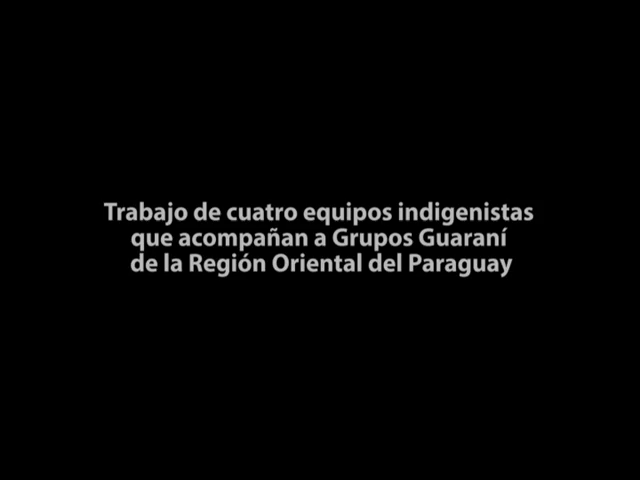 Trabajo de cuatro equipos indigenistas
que acompañan a Grupos Guaraní
de la Región Oriental del Paraguay